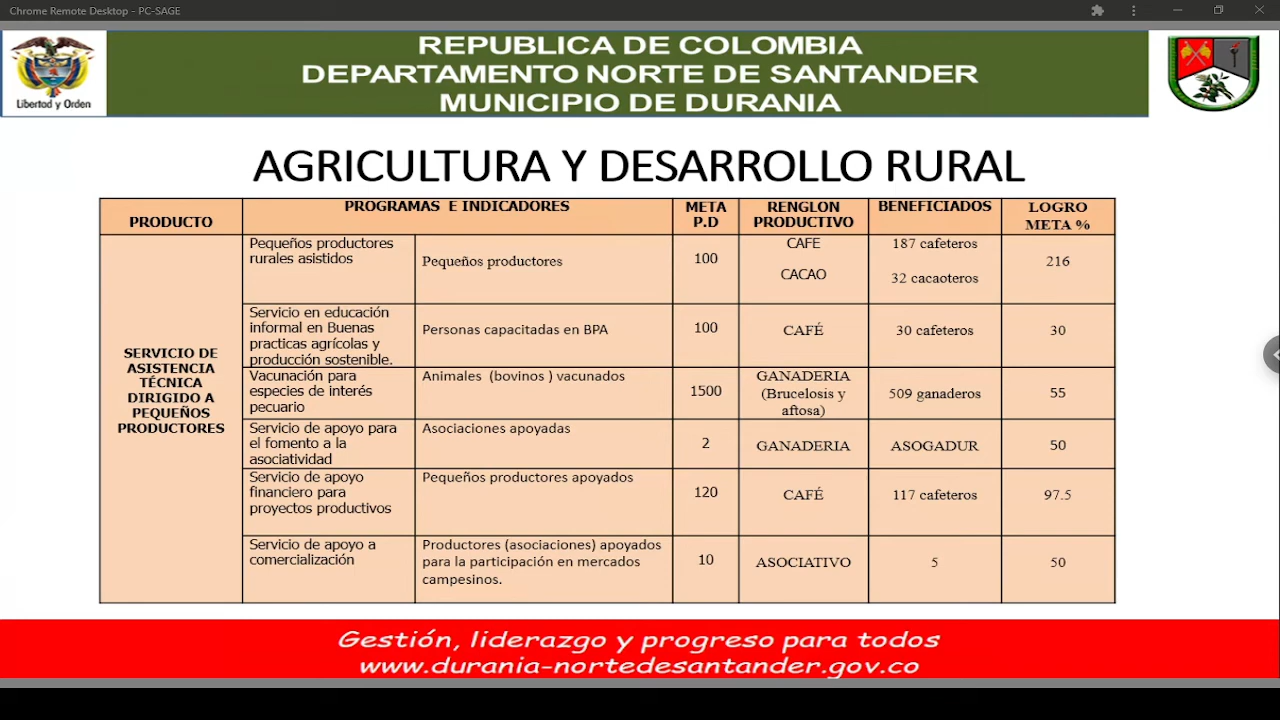 Chrome Remote Desktop - PC-SAGE
REPUBLICA DE COLOMBIA
DEPARTAMENTO NORTE DE SANTANDER
MUNICIPIO DE DURANIA
Libertad y Orden
AGRICULTURA Y DESARROLLO RURAL
PRODUCTO
PROGRAMAS E INDICADORES
META
P.D
RENGLON
PRODUCTIVO
BENEFICIADOS
LOGRO
META %
SERVICIO DE
ASISTENCIA
TÉCNICA
DIRIGIDO A
PEQUEÑOS
PRODUCTORES
Pequeños productores
rurales asistidos
Pequeños productores
100
CAFE
CACAO
187 cafeteros
32 cacaoteros
216
Servicio en educación
informal en Buenas
practicas agrícolas y
producción sostenible.
Personas capacitadas en BPA
100
CAFÉ
30 cafeteros
30
Vacunación para
especies de interés
pecuario
Animales (bovinos ) vacunados
1500
GANADERIA
(Brucelosis y
aftosa)
509 ganaderos
55
Servicio de apoyo para
el fomento a la
asociatividad
Asociaciones apoyadas
2
GANADERIA
ASOGADUR
50
Servicio de apoyo
financiero para
proyectos productivos
Pequeños productores apoyados
120
CAFÉ
117 cafeteros
97.5
Servicio de apoyo a
comercialización
Productores (asociaciones) apoyados
para la participación en mercados
campesinos.
10
ASOCIATIVO
5
50
Gestión, liderazgo y progreso para todos
www.durania-nortedesantander.gov.co